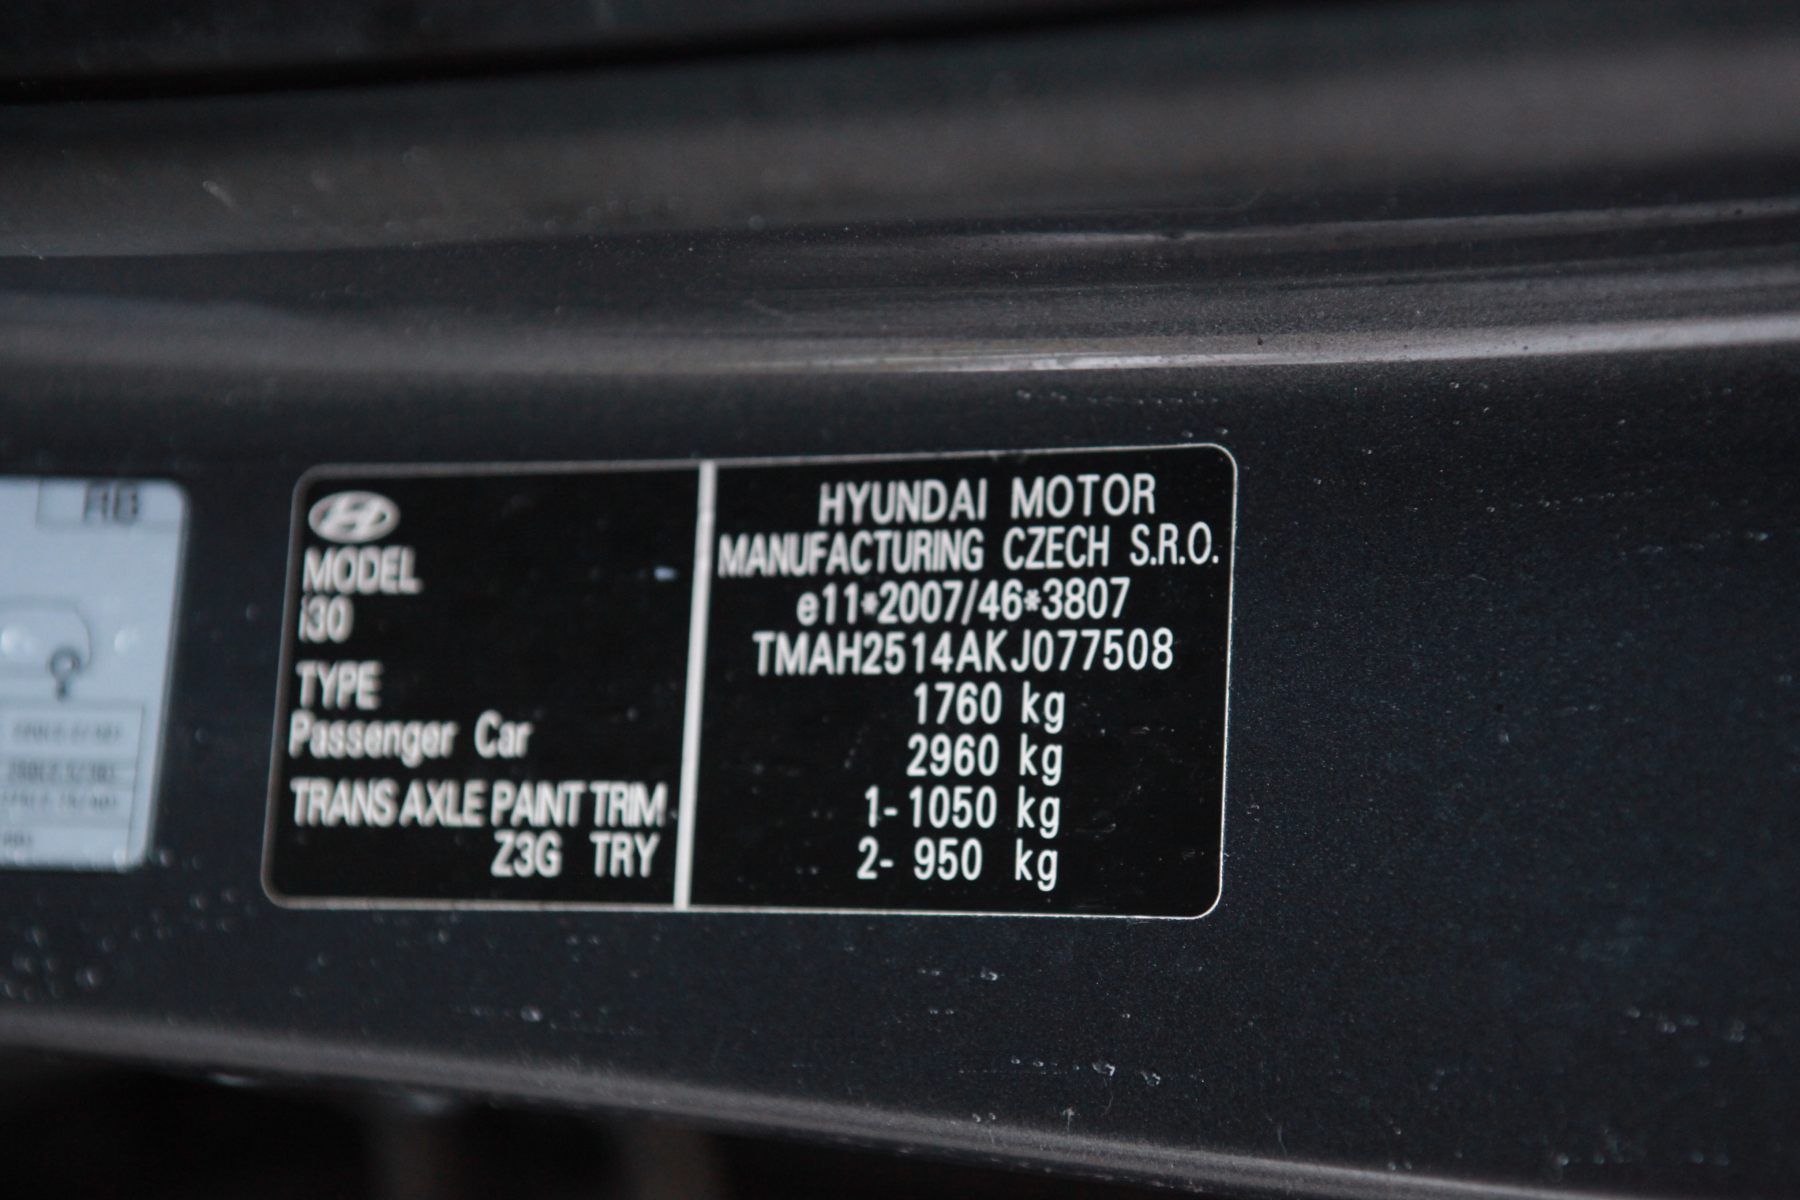 MODEL
i30
TYPE
Passenger Car
TRANS AXLE PAINT TRIM
Z3G TRY
HYUNDAI MOTOR
MANUFACTURING CZECH S.R.O.
e11*2007/46*3807
TMAH2514AKJ077508
1760 kg
2960 kg
1- 1050 kg
2- 950 kg